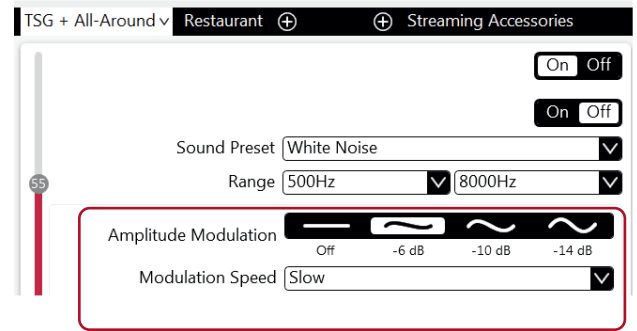 TSG + All-Around Restaurant Streaming Accessories
On Off
On Off
Sound Preset White Noise
55 Range 500Hz 8000Hz
Amplitude Modulation
Off -6 dB -10 dB -14 dB
Modulation Speed Slow